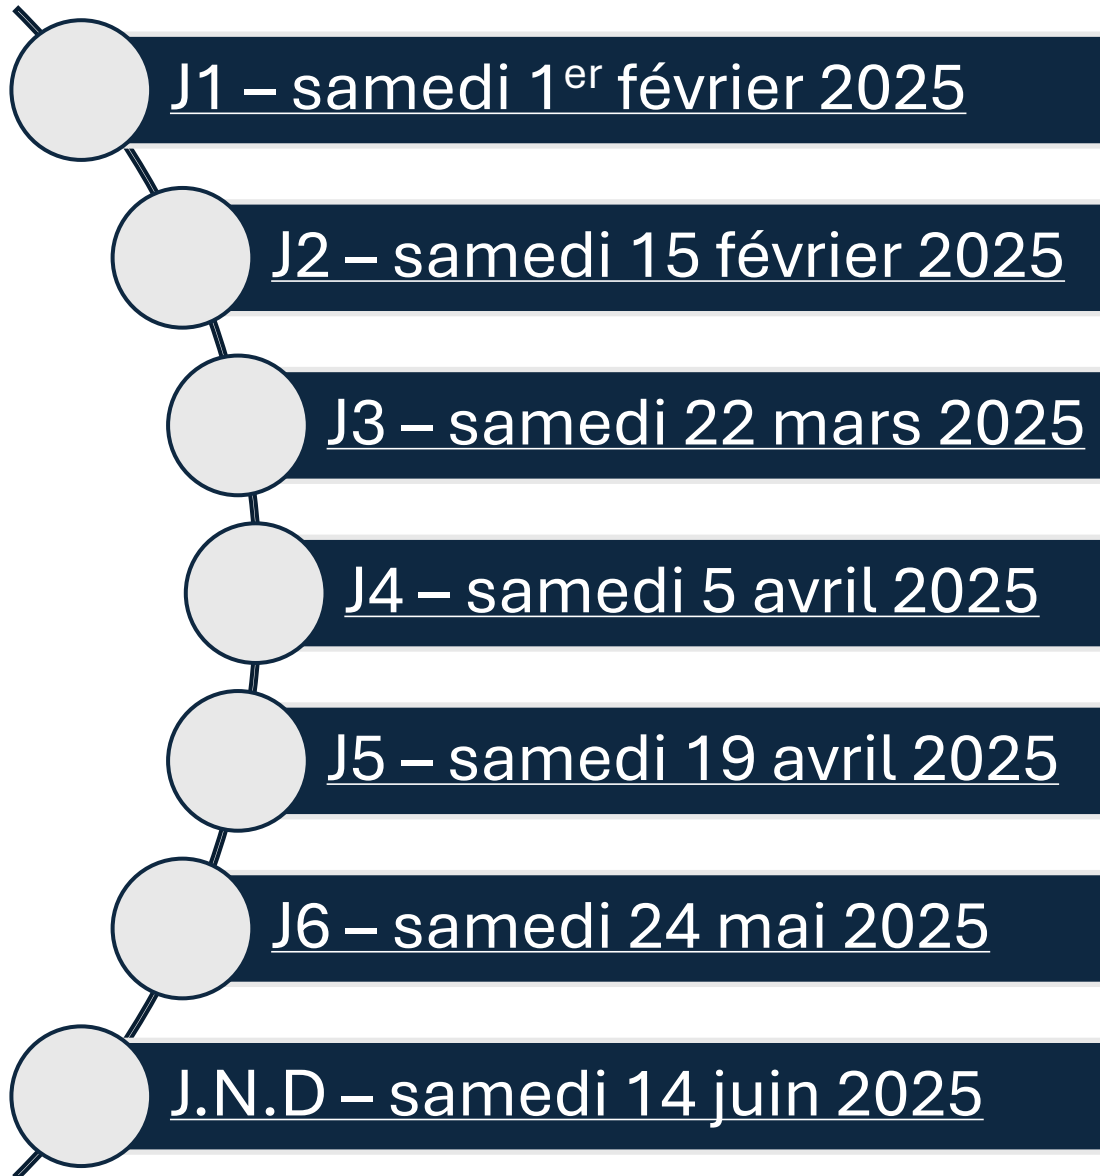 J1 – samedi 1er février 2025
J2 – samedi 15 février 2025
J3 – samedi 22 mars 2025
J4 – samedi 5 avril 2025
J5 – samedi 19 avril 2025
J6 – samedi 24 mai 2025
J.N.D – samedi 14 juin 2025